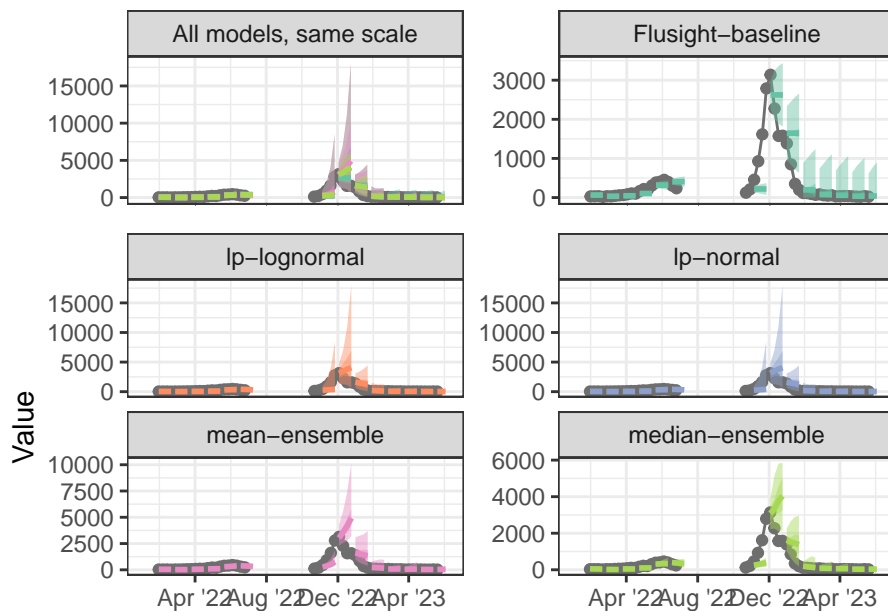 All models, same scale
Flusight−baseline
15000
10000
5000
0
3000
2000
1000
0
lp−lognormal
lp−normal
15000
10000
5000
0
15000
10000
5000
0
Value
mean−ensemble
median−ensemble
10000
7500
5000
2500
0
6000
4000
2000
0
Apr '22 Aug '22 Dec '22 Apr '23
Apr '22 Aug '22 Dec '22 Apr '23